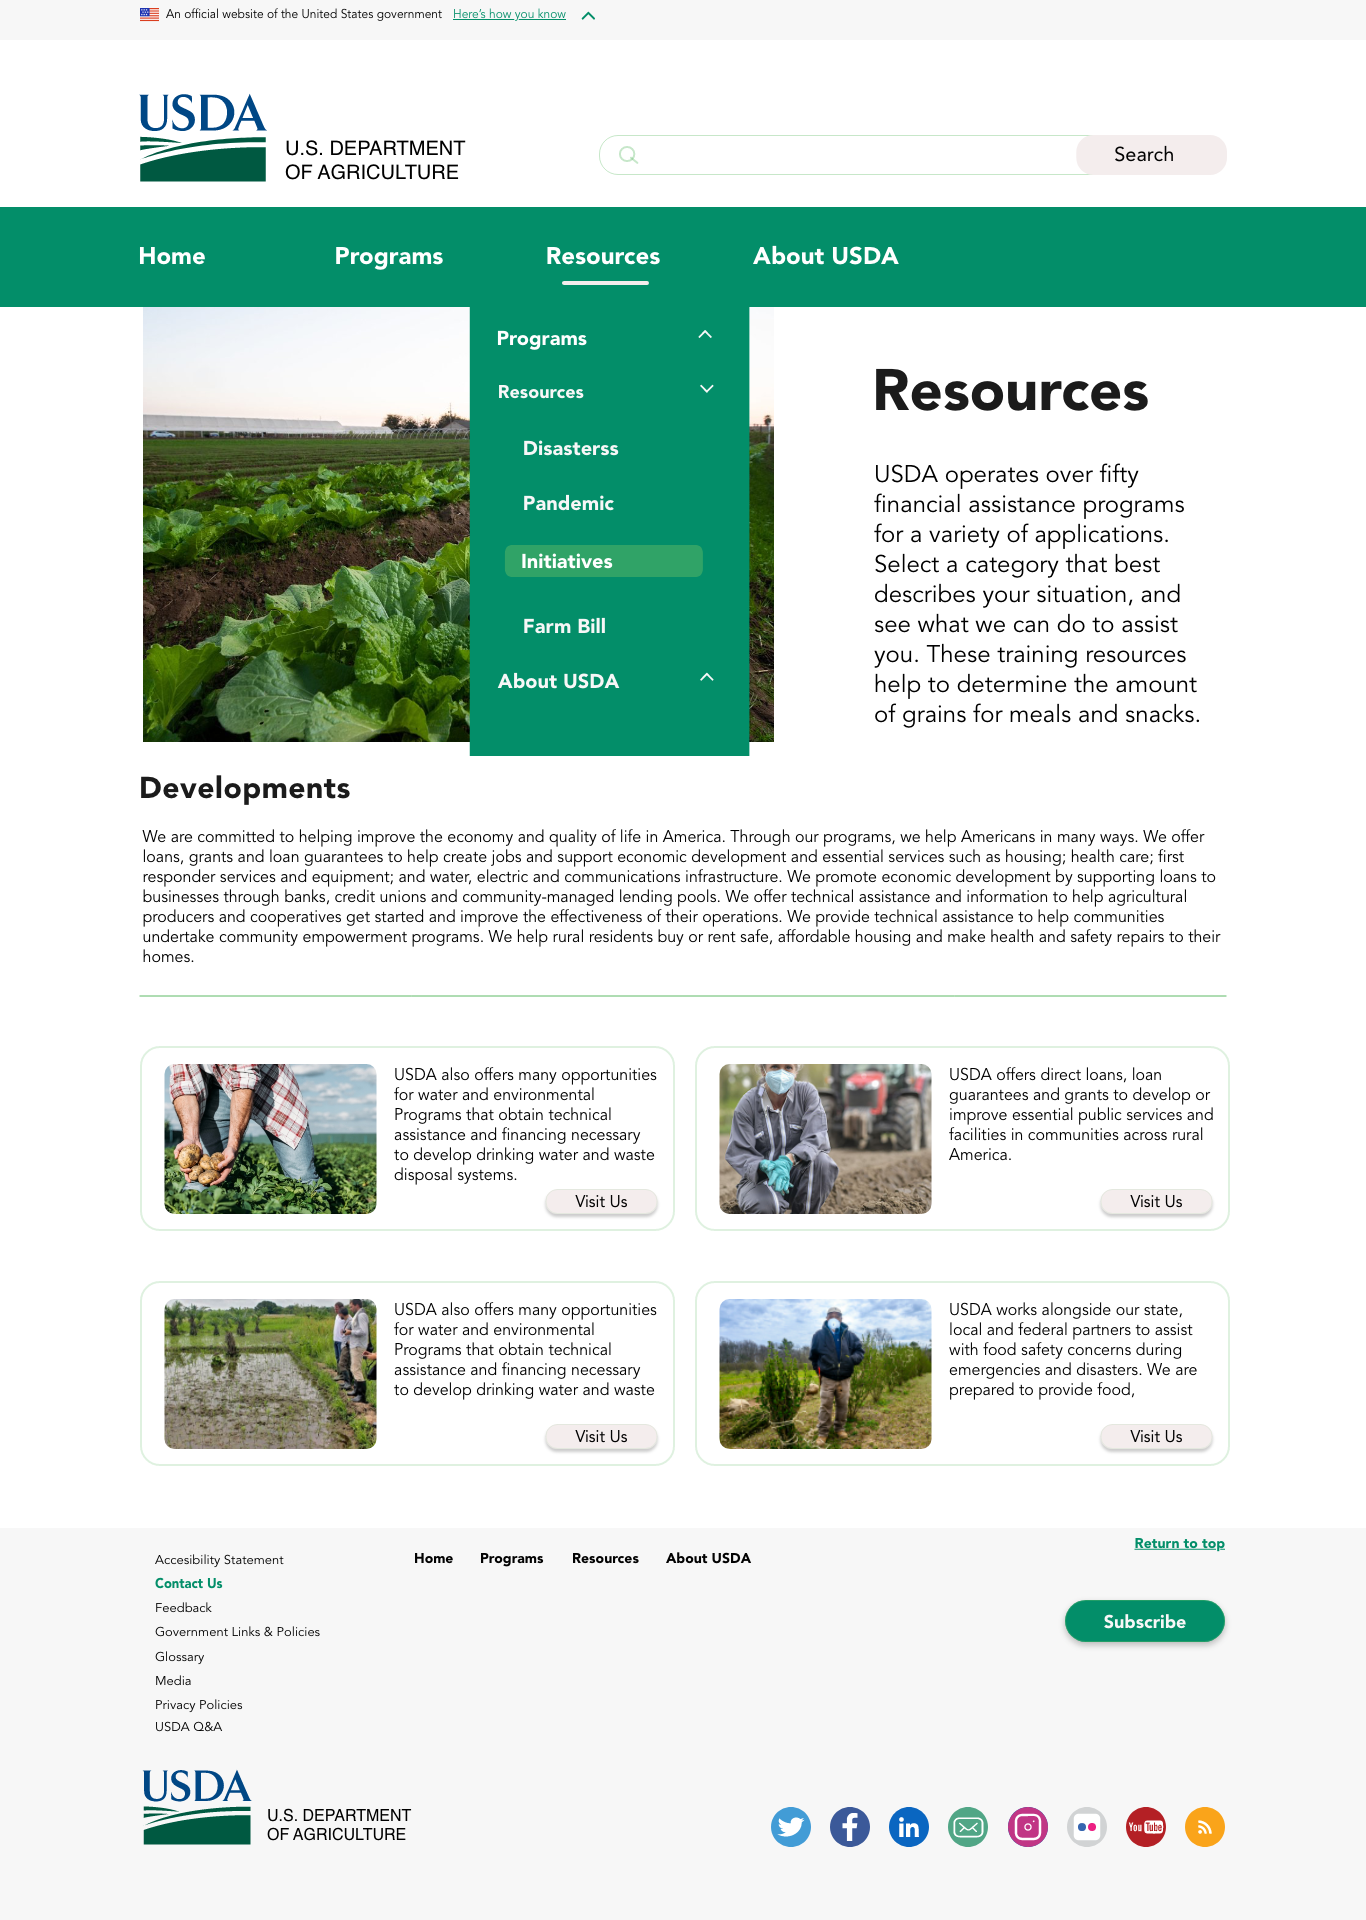 An official website of the United States government Here's how you know
USDA
U.S. DEPARTMENT
OF AGRICULTURE
Search
Home Programs Resources About USDA
Programs
Resources
Disasterss
Pandemic
Initiatives
Farm Bill
About USDA
Resources
USDA operates over fifty
financial assistance programs
for a variety of applications.
Select a category that best
describes your situation, and
see what we can do to assist
you. These training resources
help to determine the amount
of grains for meals and snacks.
Developments
We are committed to helping improve the economy and quality of life in America. Through our programs, we help Americans in many ways. We offer
loans, grants and loan guarantees to help create jobs and support economic development and essential services such as housing; health care; first
responder services and equipment; and water, electric and communications infrastructure. We promote economic development by supporting loans to
businesses through banks, credit unions and community-managed lending pools. We offer technical assistance and information to help agricultural
producers and cooperatives get started and improve the effectiveness of their operations. We provide technical assistance to help communities
undertake community empowerment programs. We help rural residents buy or rent safe, affordable housing and make health and safety repairs to their
homes.
USDA also offers many opportunities
for water and environmental
Programs that obtain technical
assistance and financing necessary
to develop drinking water and waste
disposal systems.
Visit Us
USDA offers direct loans, loan
guarantees and grants to develop or
improve essential public services and
facilities in communities across rural
America.
Visit Us
USDA also offers many opportunities
for water and environmental
Programs that obtain technical
assistance and financing necessary
to develop drinking water and waste
Visit Us
USDA works alongside our state,
local and federal partners to assist
with food safety concerns during
emergencies and disasters. We are
prepared to provide food,
Visit Us
Return to top
Home Programs Resources About USDA
Accesibility Statement
Contact Us
Feedback
Government Links & Policies
Glossary
Media
Privacy Policies
USDA Q&A
Subscribe
USDA
U.S. DEPARTMENT
OF AGRICULTURE
in
You Tube